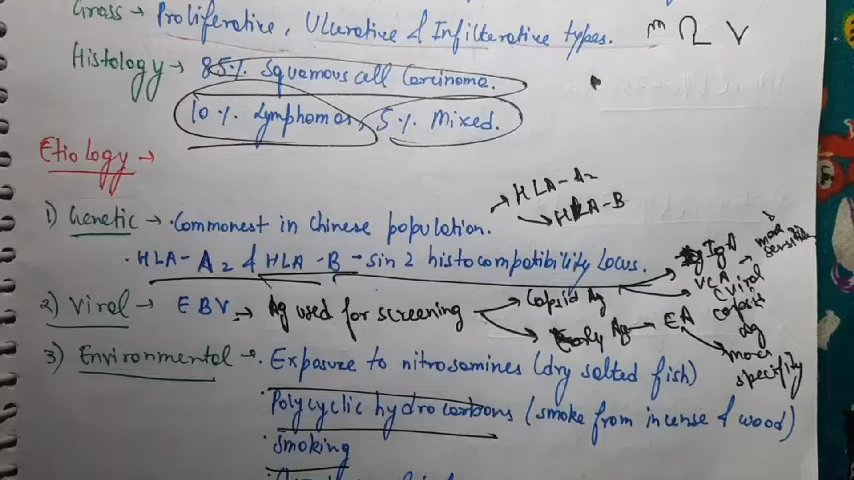 Gross → Proliferative, Ulcerative & Infilterative types.
Histology → 85% Squamous cell Carcinoma.
10% Lymphomas, 5% Mixed.
Etiology →
→ HLA-A2
→ HLA-B
1) Genetic → · Commonest in Chinese population.
· HLA-A2 & HLA-B-sin 2 histocompatibility Locus.
2) Viral → EBV → Ag used for screening → Capsid Ag → IgA
VCA → more sensitive
(Viral Capsid Ag
→ Early Ag → EA → more specifity
3) Environmental → · Exposure to nitrosamines (dry salted fish)
· Polycyclic hydrocarbons (smoke from incense & wood)
· Smoking